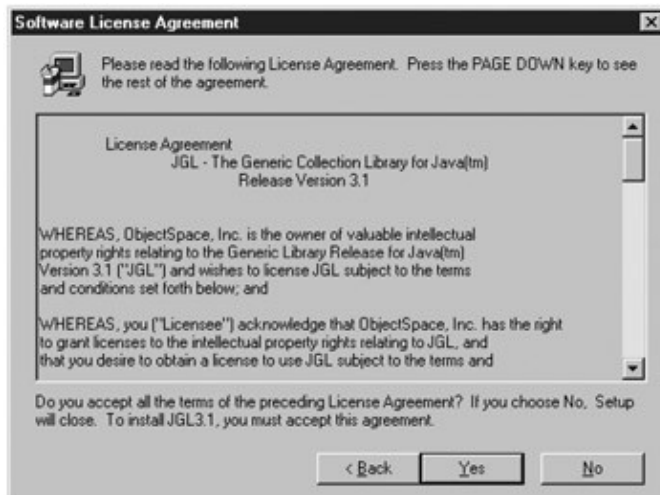 Software License Agreement
Please read the following License Agreement. Press the PAGE DOWN key to see
the rest of the agreement.
License Agreement
JGL - The Generic Collection Library for Java(tm)
Release Version 3.1
WHEREAS, ObjectSpace, Inc. is the owner of valuable intellectual
property rights relating to the Generic Library Release for Java(tm)
Version 3.1 ("JGL") and wishes to license JGL subject to the terms
and conditions set forth below; and
WHEREAS, you ("Licensee") acknowledge that ObjectSpace, Inc. has the right
to grant licenses to the intellectual property rights relating to JGL, and
that you desire to obtain a license to use JGL subject to the terms and
Do you accept all the terms of the preceding License Agreement? If you choose No, Setup
will close. To install JGL3.1, you must accept this agreement.
< Back Yes No